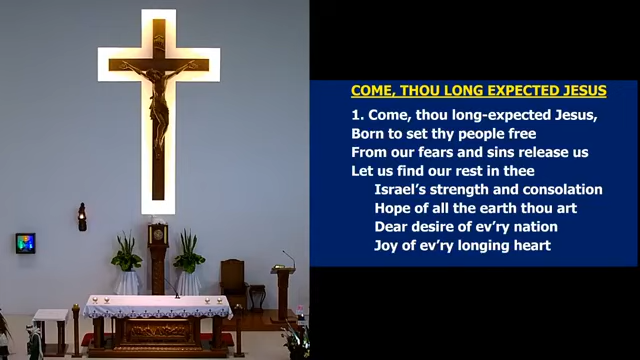 COME, THOU LONG EXPECTED JESUS
1. Come, thou long-expected Jesus,
Born to set thy people free
From our fears and sins release us
Let us find our rest in thee
Israel's strength and consolation
Hope of all the earth thou art
Dear desire of ev'ry nation
Joy of ev'ry longing heart